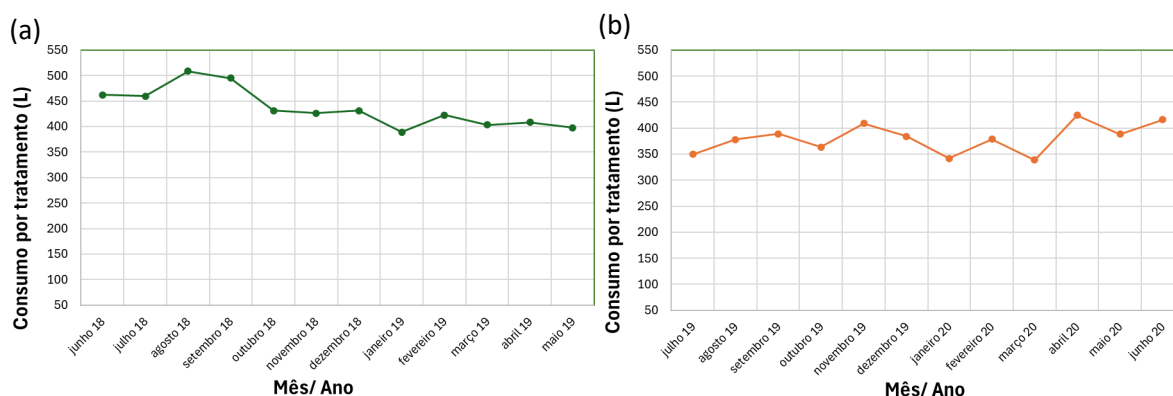 (a)
Consumo por tratamento (L)
550
500
450
400
350
300
250
200
150
100
50
junho 18
julho 18
agosto 18
setembro 18
outubro 18
novembro 18
dezembro 18
janeiro 19
fevereiro 19
março 19
abril 19
maio 19
Mês/ Ano
(b)
Consumo por tratamento (L)
550
500
450
400
350
300
250
200
150
100
50
julho 19
agosto 19
setembro 19
outubro 19
novembro 19
dezembro 19
janeiro 20
fevereiro 20
março 20
abril 20
maio 20
junho 20
Mês/ Ano